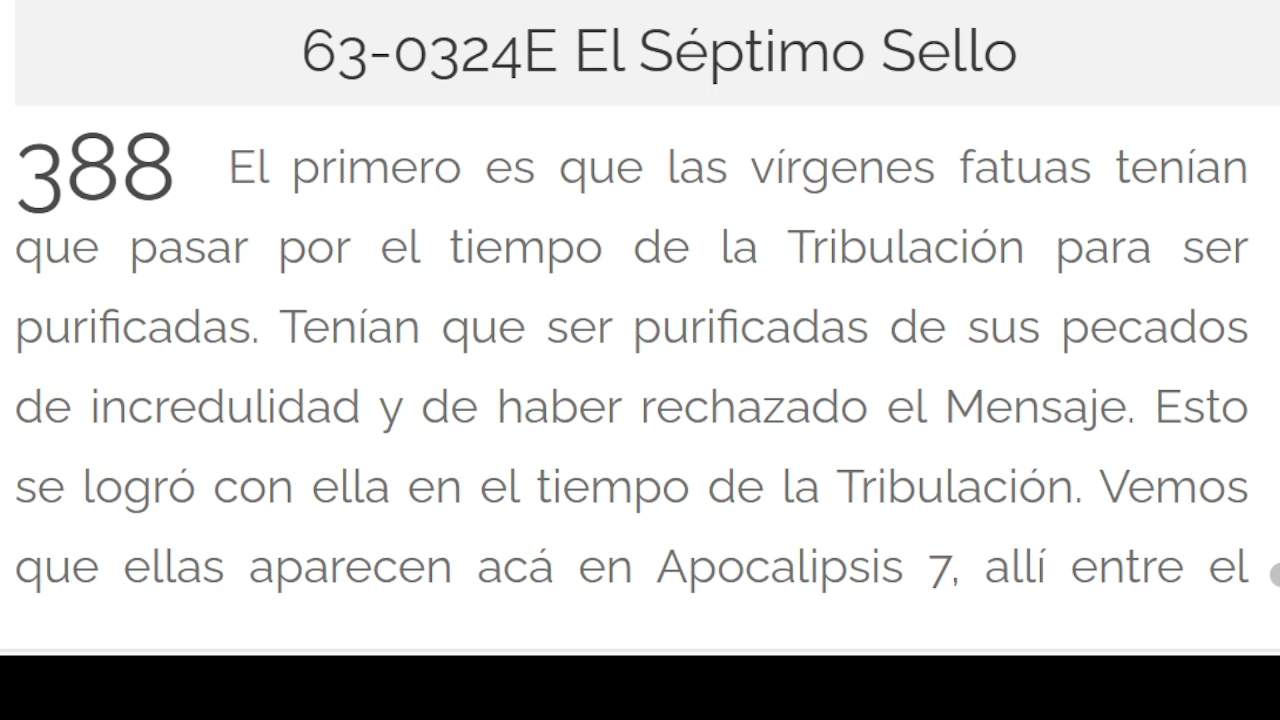 63-0324E El Séptimo Sello
388 El primero es que las vírgenes fatuas tenían
que pasar por el tiempo de la Tribulación para ser
purificadas. Tenían que ser purificadas de sus pecados
de incredulidad y de haber rechazado el Mensaje. Esto
se logró con ella en el tiempo de la Tribulación. Vemos
que ellas aparecen acá en Apocalipsis 7, allí entre el